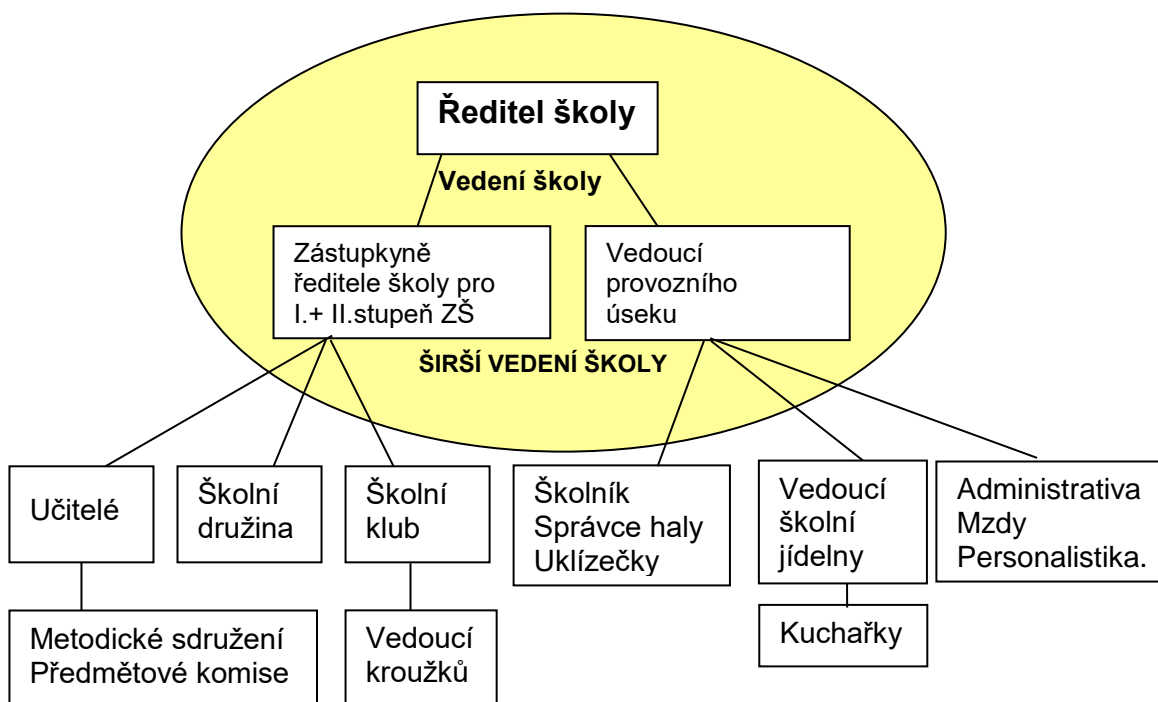 Ředitel školy
Vedení školy
Zástupkyně
ředitele školy pro
I.+ II.stupeň ZŠ
Vedoucí
provozního
úseku
ŠIRŠÍ VEDENÍ ŠKOLY
Učitelé
Školní
družina
Školní
klub
Školník
Správce haly
Uklízečky
Vedoucí
školní
jídelny
Administrativa
Mzdy
Personalistika.
Metodické sdružení
Předmětové komise
Vedoucí
kroužků
Kuchařky